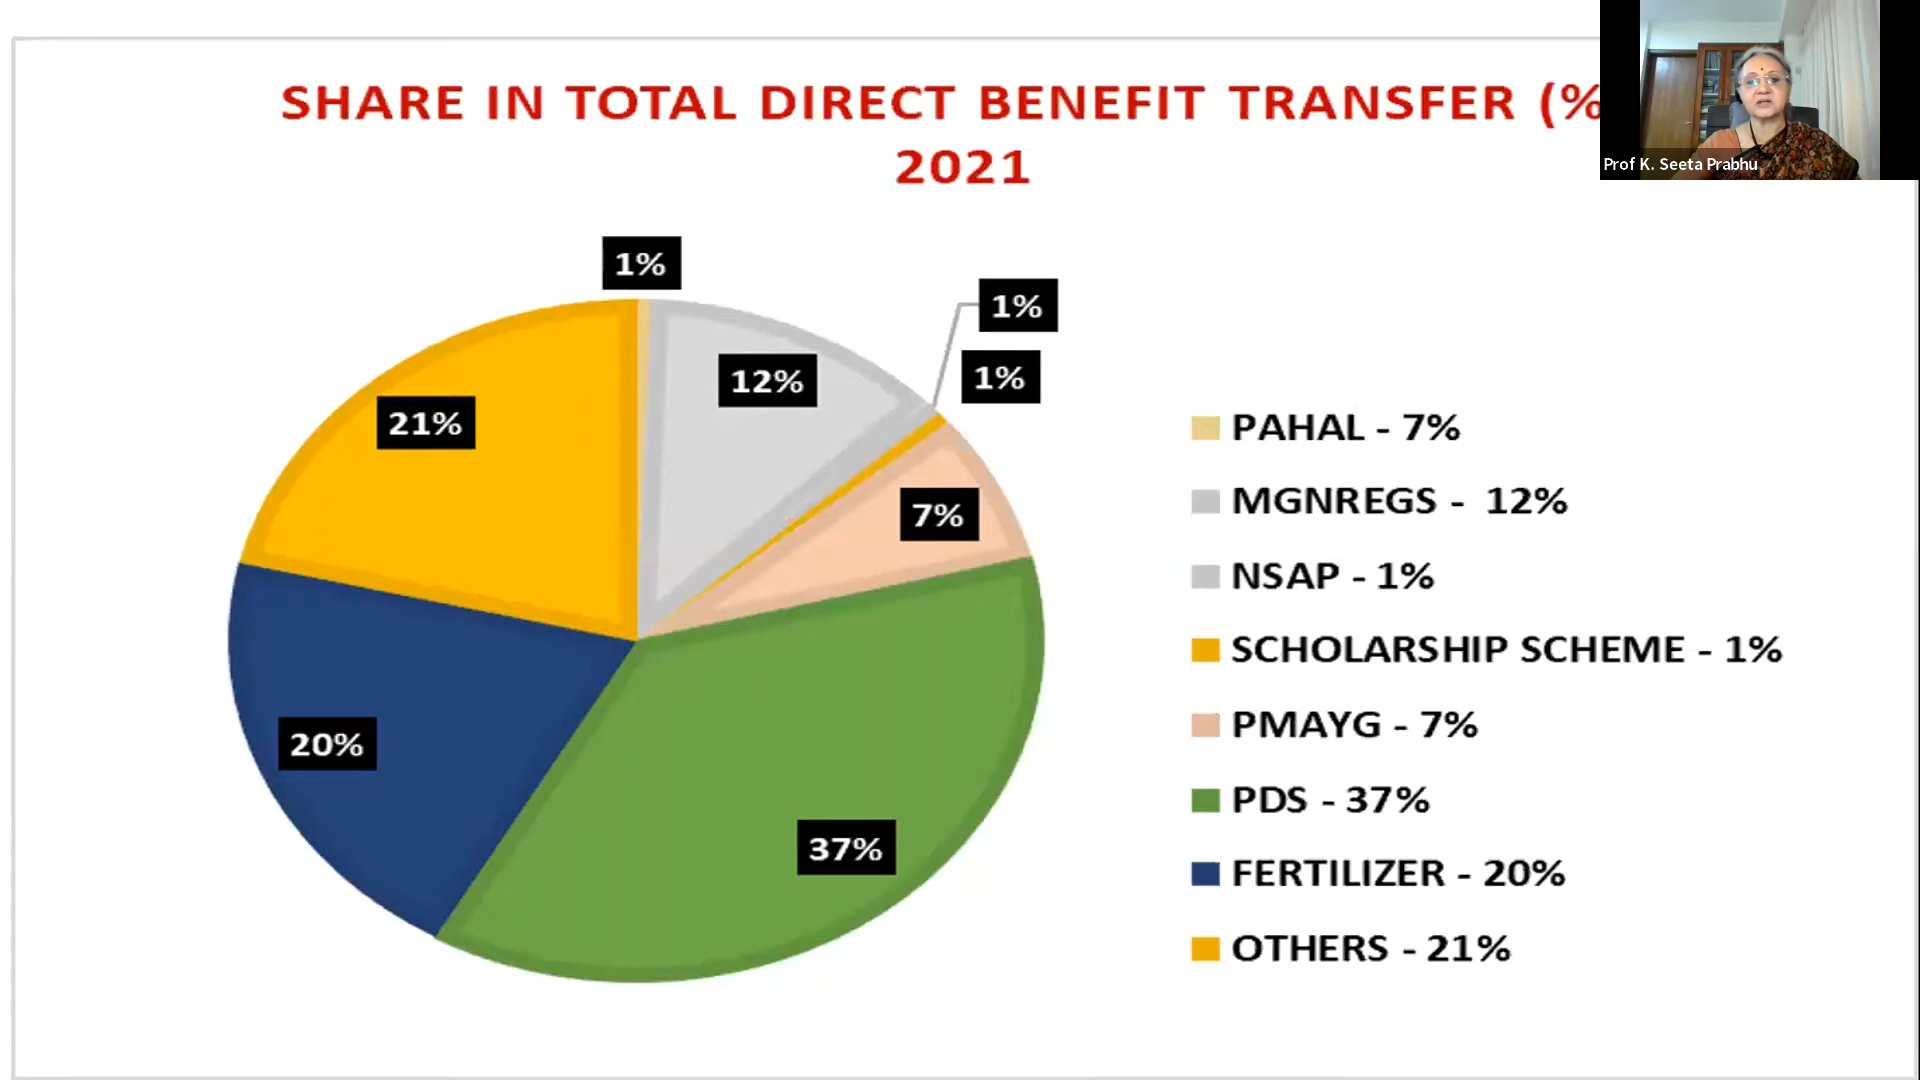 SHARE IN TOTAL DIRECT BENEFIT TRANSFER (%
2021
Prof K. Seeta Prabhu
1%
1%
1%
12%
21%
7%
20%
37%
PAHAL - 7%
MGNREGS - 12%
NSAP - 1%
SCHOLARSHIP SCHEME - 1%
PMAYG - 7%
PDS - 37%
FERTILIZER - 20%
OTHERS - 21%